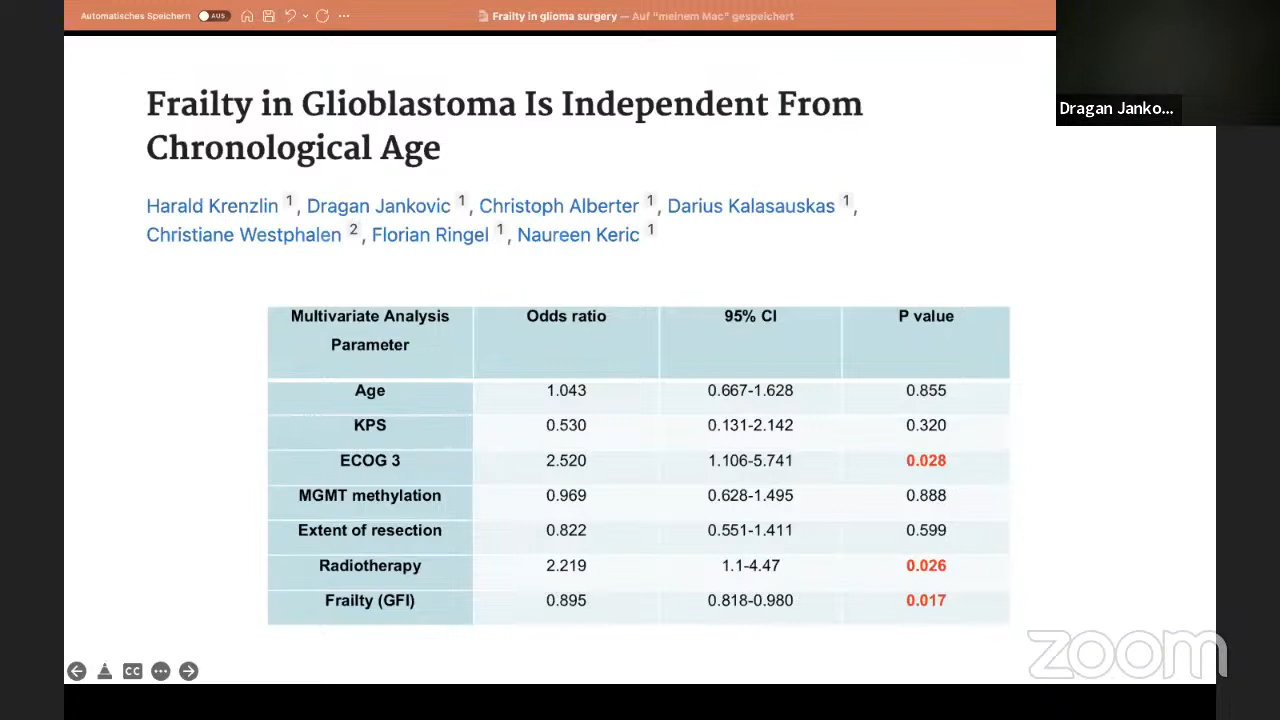 Automatisches Speichern AUS
Frailty in glioma surgery — Auf "meinem Mac" gespeichert
Dragan Janko...
Frailty in Glioblastoma Is Independent From
Chronological Age
Harald Krenzlin 1, Dragan Jankovic 1, Christoph Alberter 1, Darius Kalasauskas 1,
Christiane Westphalen 2, Florian Ringel 1, Naureen Keric 1
Multivariate Analysis Parameter Odds ratio 95% CI P value
Age 1.043 0.667-1.628 0.855
KPS 0.530 0.131-2.142 0.320
ECOG 3 2.520 1.106-5.741 0.028
MGMT methylation 0.969 0.628-1.495 0.888
Extent of resection 0.822 0.551-1.411 0.599
Radiotherapy 2.219 1.1-4.47 0.026
Frailty (GFI) 0.895 0.818-0.980 0.017
CC
zoom